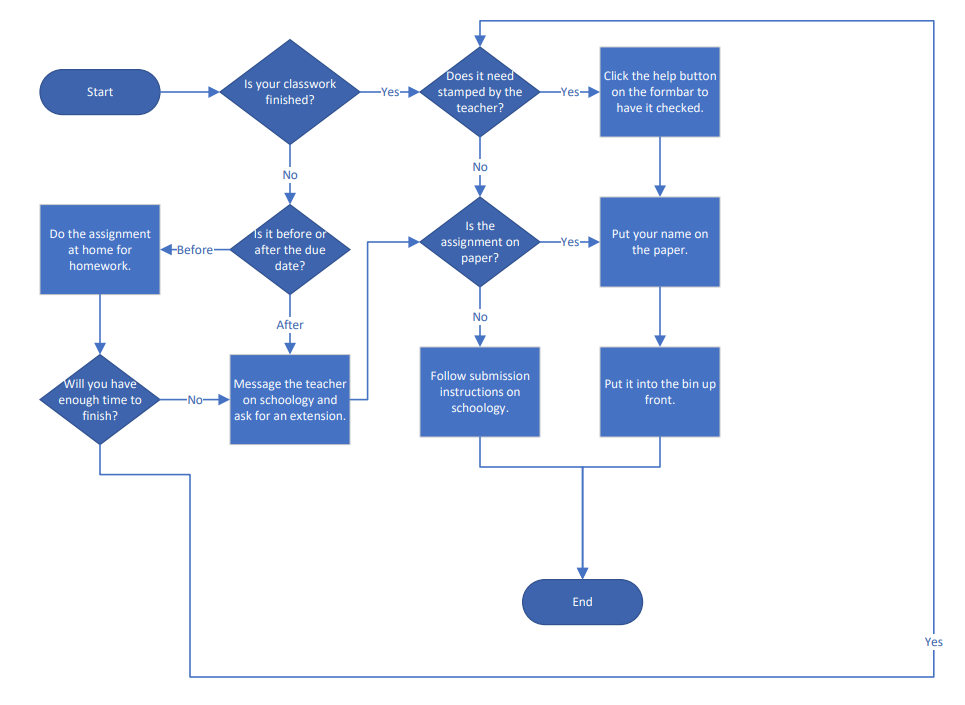 Start
Is your classwork
finished?
Yes
Does it need
stamped by the
teacher?
Yes
Click the help button
on the formbar to
have it checked.
No
No
Do the assignment
at home for
homework.
Before
Is it before or
after the due
date?
Is the
assignment on
paper?
Yes
Put your name on
the paper.
After
No
Will you have
enough time to
finish?
No
Message the teacher
on schoology and
ask for an extension.
Follow submission
instructions on
schoology.
Put it into the bin up
front.
End
Yes